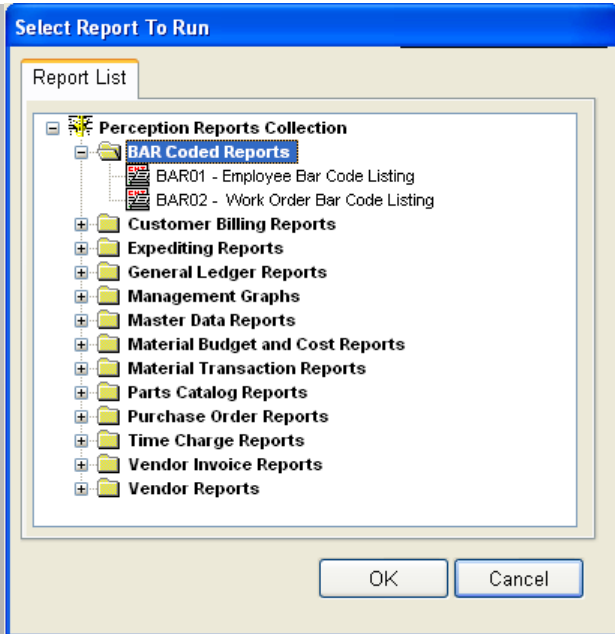 Select Report To Run
Report List
Perception Reports Collection
BAR Coded Reports
BAR01 - Employee Bar Code Listing
BAR02 - Work Order Bar Code Listing
Customer Billing Reports
Expediting Reports
General Ledger Reports
Management Graphs
Master Data Reports
Material Budget and Cost Reports
Material Transaction Reports
Parts Catalog Reports
Purchase Order Reports
Time Charge Reports
Vendor Invoice Reports
Vendor Reports
OK Cancel